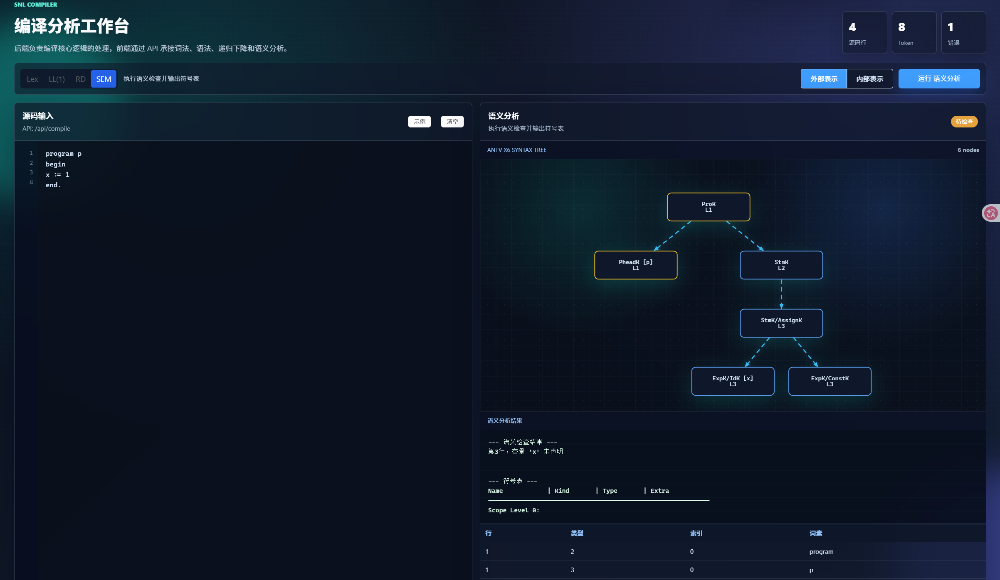 SNL COMPILER
编译分析工作台
后端负责编译核心逻辑的处理，前端通过 API 承接词法、语法、递归下降和语义分析。
4
源码行
8
Token
1
错误
Lex LL(1) RD SEM 执行语义检查并输出符号表
外部表示 内部表示 运行 语义分析
源码输入
API: /api/compile
示例 清空
1 program p
2 begin
3 x := 1
4 end.
语义分析
执行语义检查并输出符号表
待检查
ANTV X6 SYNTAX TREE
6 nodes
ProK
L1
PheadK [p]
L1
StmK
L2
StmK/AssignK
L3
ExpK/IdK [x]
L3
ExpK/ConstK
L3
语义分析结果
--- 语义检查结果 ---
第3行：变量 'x' 未声明
--- 符号表 ---
Name | Kind | Type | Extra
Scope Level 0:
行 类型 索引 词素
1 2 0 program
1 3 0 p